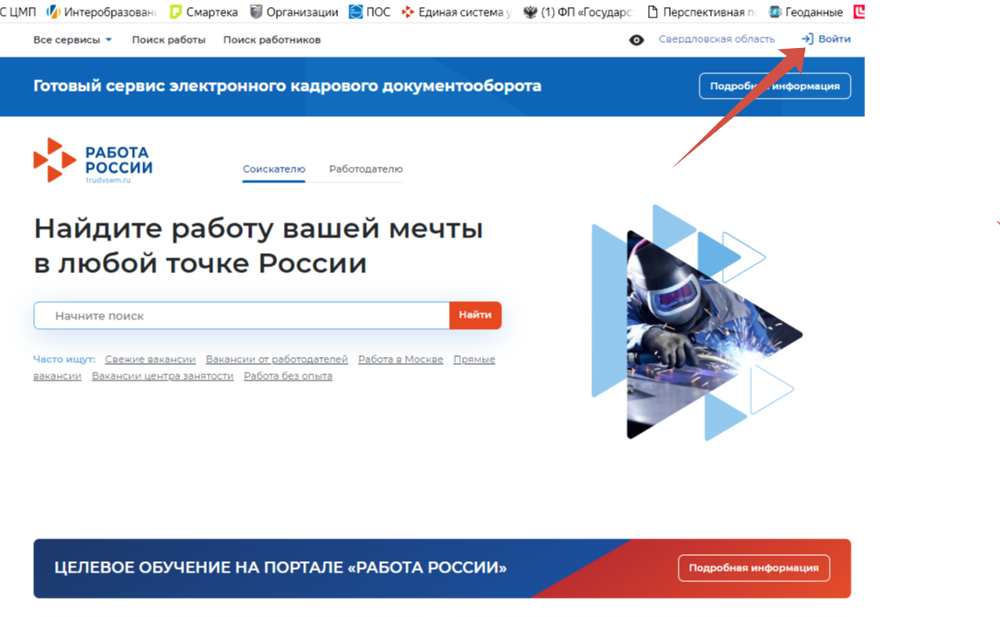 С ЦМП Интеробразован Смартека Организации ПОС Единая система у (1) ФП «Государс Перспективная п Геоданные
Все сервисы Поиск работы Поиск работников Свердловская область Войти
Готовый сервис электронного кадрового документооборота Подробная информация
РАБОТА
РОССИИ
trudvsem.ru
Соискателю Работодателю
Найдите работу вашей мечты
в любой точке России
Начните поиск Найти
Часто ищут: Свежие вакансии Вакансии от работодателей Работа в Москве Прямые
вакансии Вакансии центра занятости Работа без опыта
ЦЕЛЕВОЕ ОБУЧЕНИЕ НА ПОРТАЛЕ «РАБОТА РОССИИ» Подробная информация